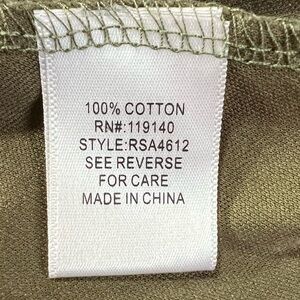 100% COTTON
RN#:119140
STYLE:RSA4612
SEE REVERSE
FOR CARE
MADE IN CHINA